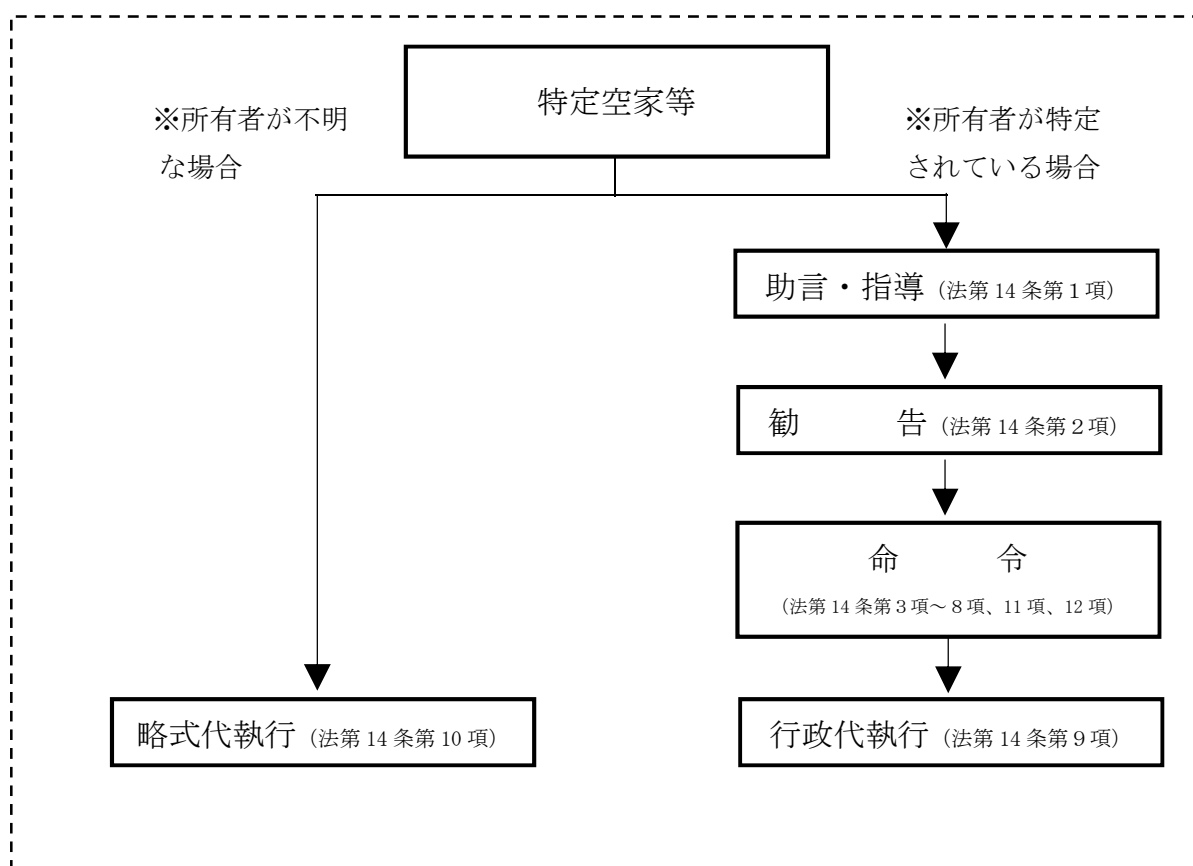 特定空家等
※所有者が不明
な場合
※所有者が特定
されている場合
助言・指導（法第14条第１項）
勧　　　告（法第14条第２項）
命　　　令
（法第14条第３項～８項、11項、12項）
略式代執行（法第14条第10項）
行政代執行（法第14条第９項）